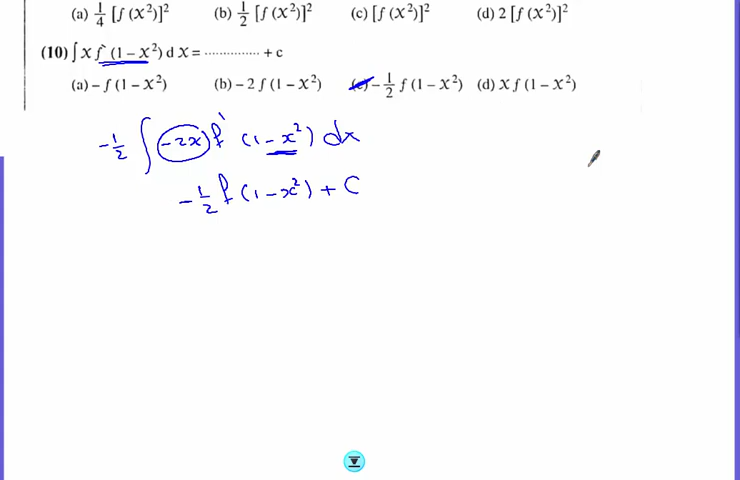 (a) 1/4 [f (x²)]² (b) 1/2 [f (x²)]² (c) [f (x²)]² (d) 2 [f (x²)]²
(10) ∫ x f` (1 – x²) d x = .............. + c
(a) – f (1 – x²) (b) – 2 f (1 – x²) (c) – 1/2 f (1 – x²) (d) x f (1 – x²)
-1/2 ∫ -2x f` (1 - x²) dx
-1/2 f (1 - x²) + C